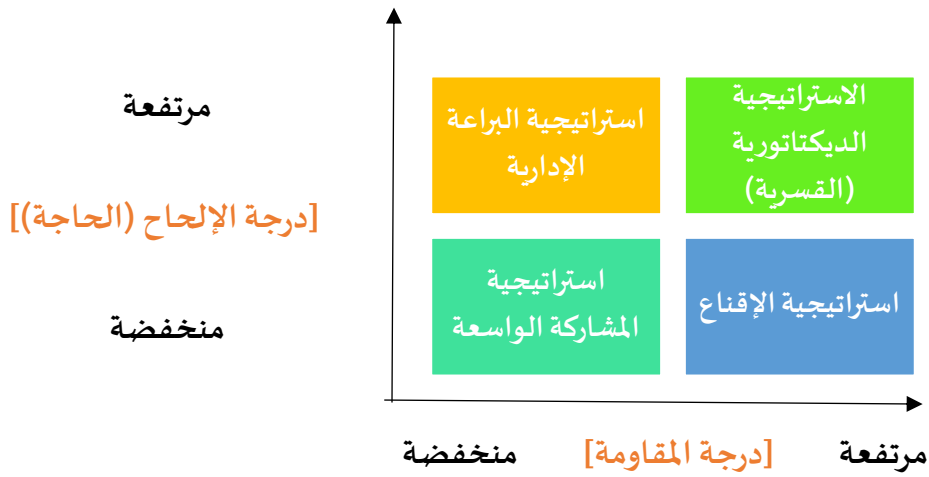 مرتفعة
[درجة الإلحاح (الحاجة)]
منخفضة
الاستراتيجية
الديكتاتورية
(القسرية)
استراتيجية البراعة
الإدارية
استراتيجية الإقناع
استراتيجية
المشاركة الواسعة
مرتفعة [درجة المقاومة] منخفضة